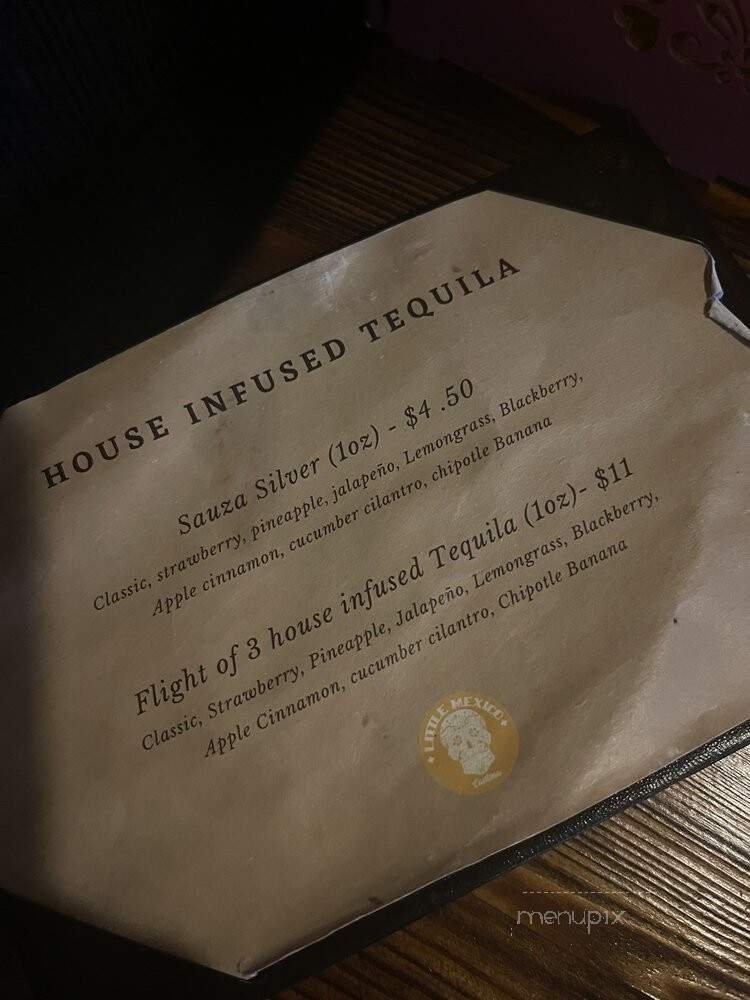 HOUSE INFUSED TEQUILA
Sauza Silver (1oz) - $4 .50
Classic, strawberry, pineapple, jalapeño, Lemongrass, Blackberry,
Apple cinnamon, cucumber cilantro, chipotle Banana
Flight of 3 house infused Tequila (1oz)- $11
Classic, Strawberry, Pineapple, Jalapeño, Lemongrass, Blackberry,
Apple Cinnamon, cucumber cilantro, Chipotle Banana
LITTLE MEXICO
Cantina
menupix